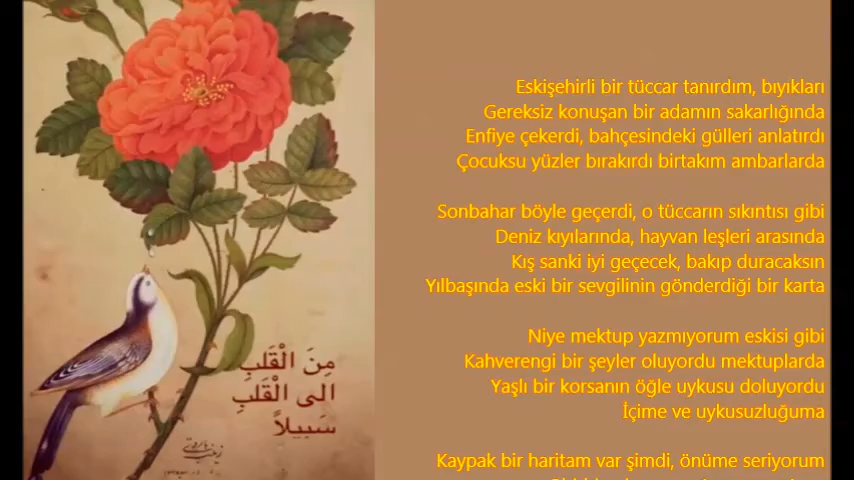 Eskişehirli bir tüccar tanırdım, bıyıkları
Gereksiz konuşan bir adamın sakarlığında
Enfiye çekerdi, bahçesindeki gülleri anlatırdı
Çocuksu yüzler bırakırdı birtakım ambarlarda
Sonbahar böyle geçerdi, o tüccarın sıkıntısı gibi
Deniz kıyılarında, hayvan leşleri arasında
Kış sanki iyi geçecek, bakıp duracaksın
Yılbaşında eski bir sevgilinin gönderdiği bir karta
Niye mektup yazmıyorum eskisi gibi
Kahverengi bir şeyler oluyordu mektuplarda
Yaşlı bir korsanın öğle uykusu doluyordu
İçime ve uykusuzluğuma
Kaypak bir haritam var şimdi, önüme seriyorum
مِنَ الْقَلبِ
الى القَلبِ
سَبيلاً